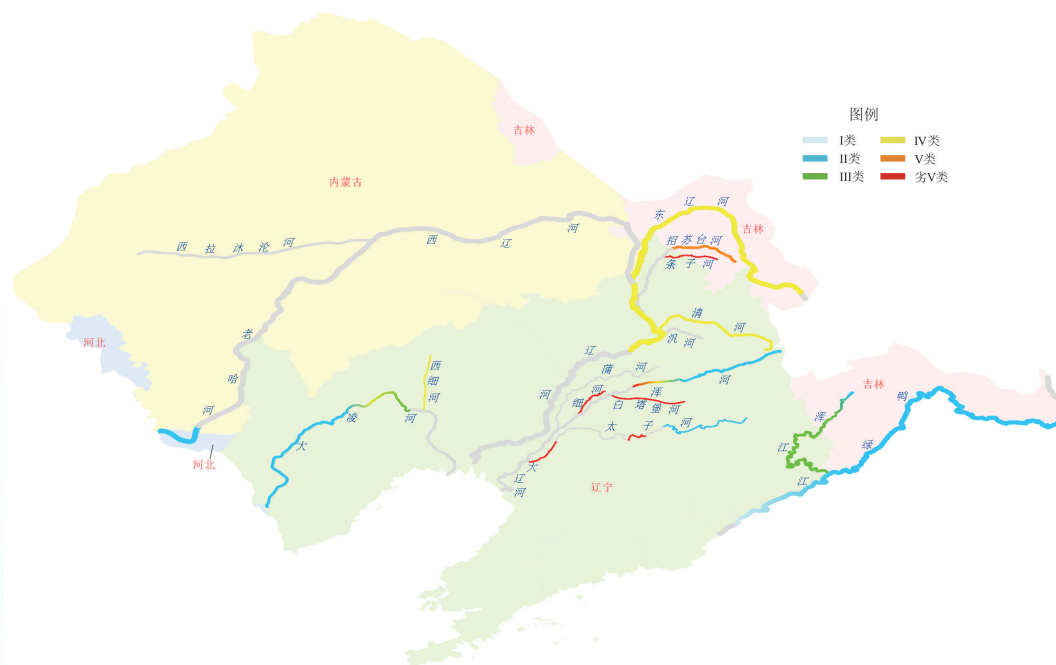 图例
I类
IV类
II类
V类
III类
劣V类
吉林
内蒙古
东辽河
吉林
招苏台河
条子河
西拉沐沦河
西辽河
清河
汎河
老哈河
河北
河北
辽河
蒲河
浑河
细河
白塔堡河
太子河
西细河
大凌河
大辽河
辽宁
吉林
浑江
鸭绿江